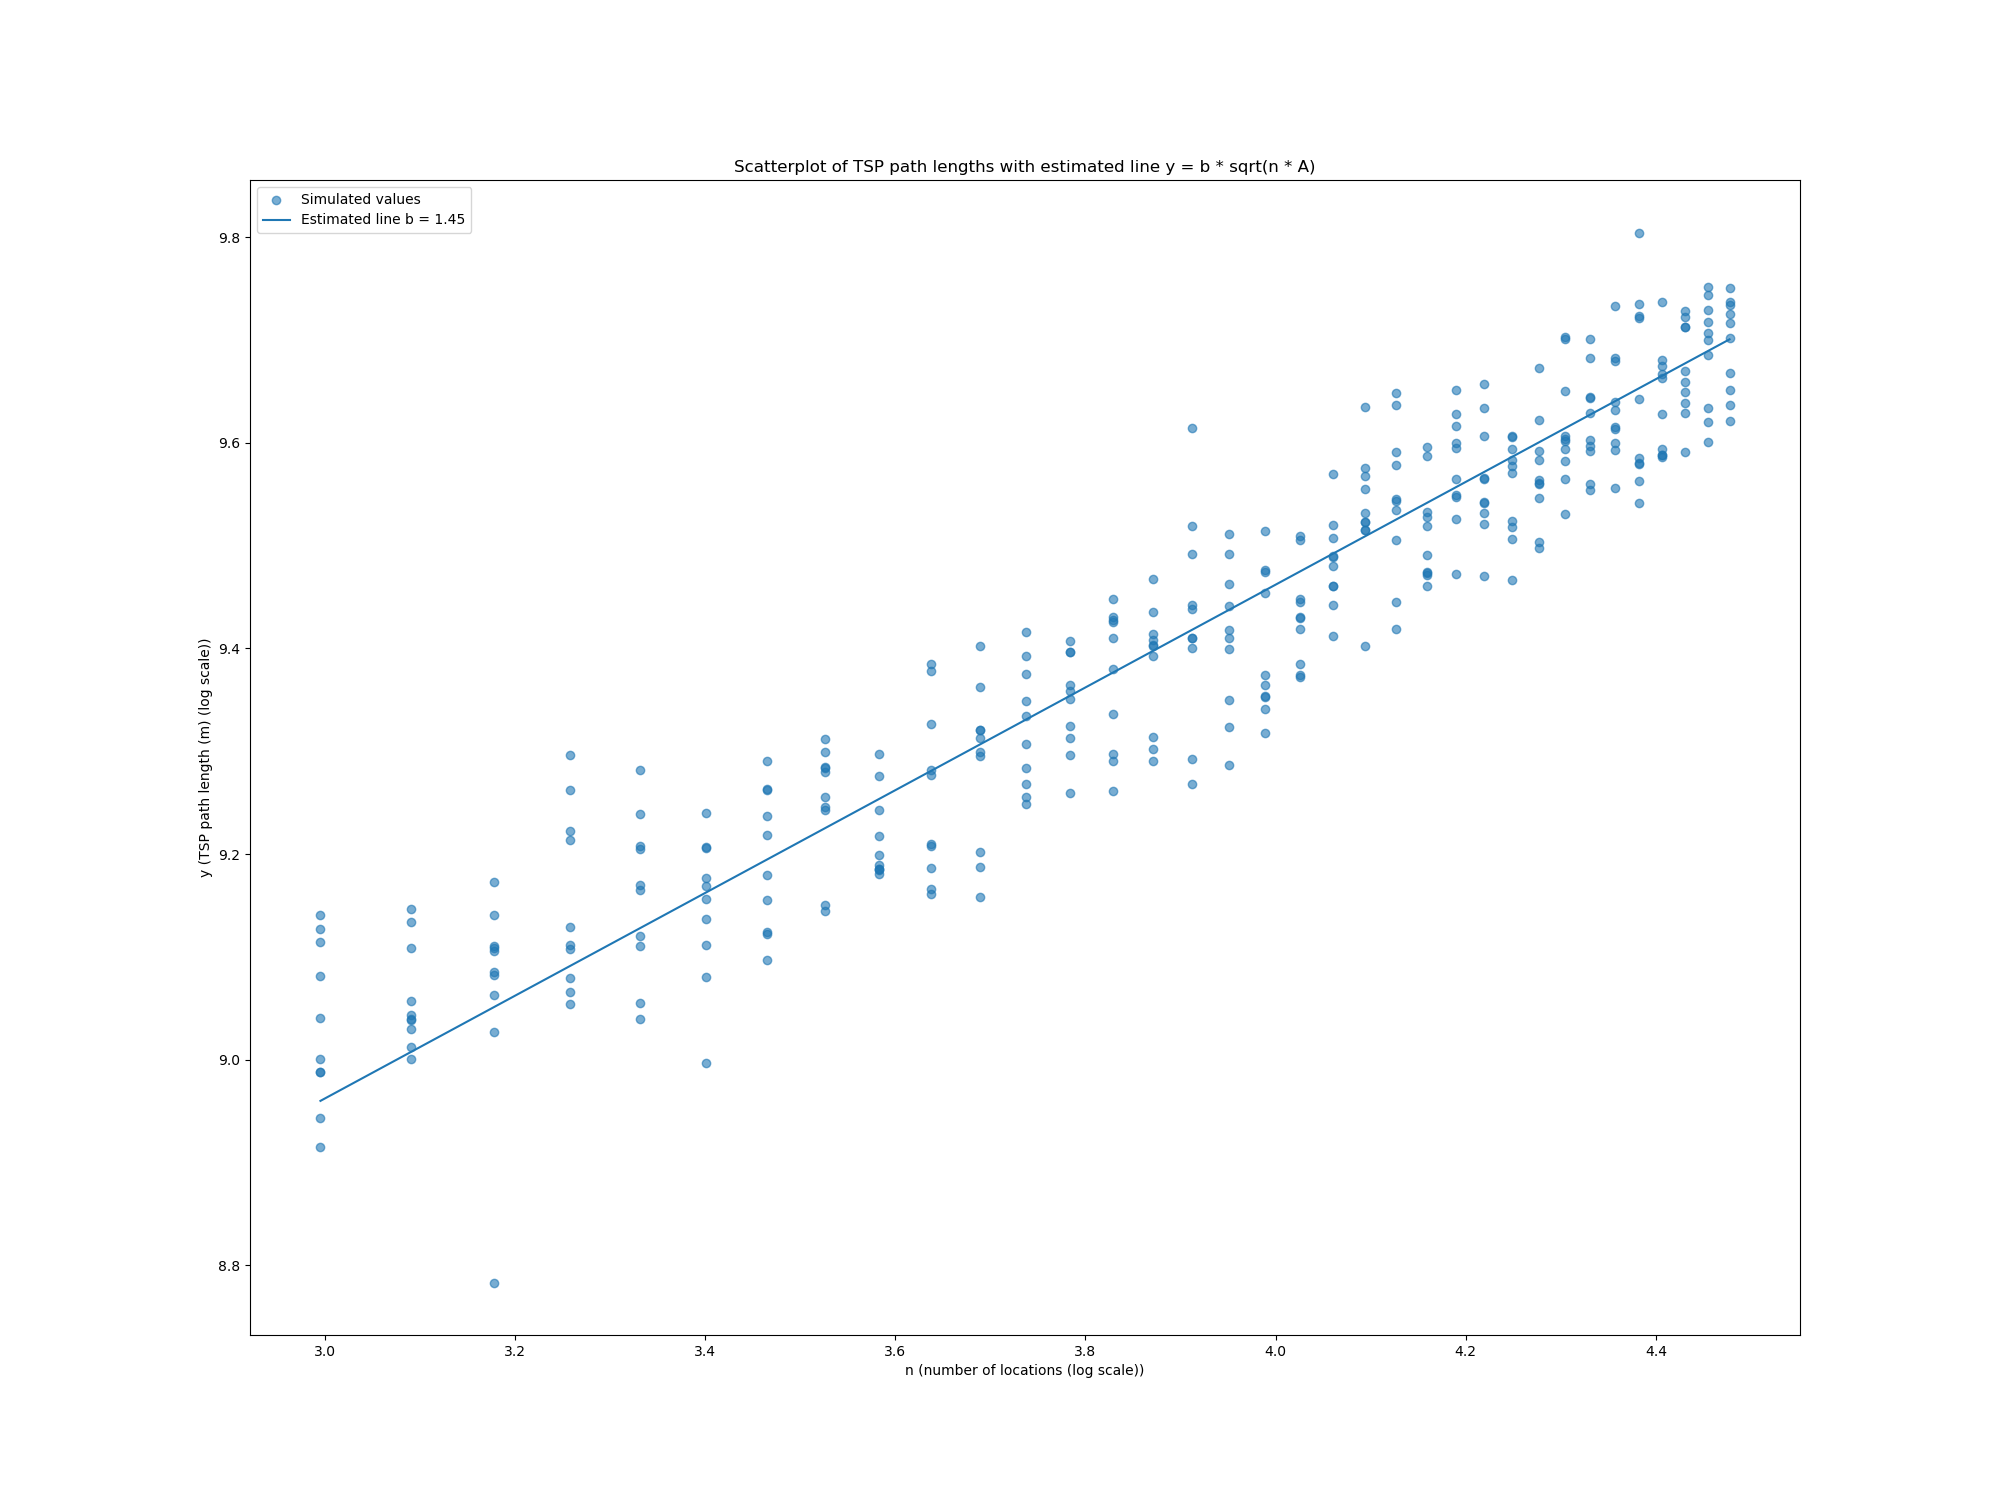 Scatterplot of TSP path lengths with estimated line y = b * sqrt(n * A)
Simulated values
Estimated line b = 1.45
y (TSP path length (m) (log scale))
9.8
9.6
9.4
9.2
9.0
8.8
3.0 3.2 3.4 3.6 3.8 4.0 4.2 4.4
n (number of locations (log scale))